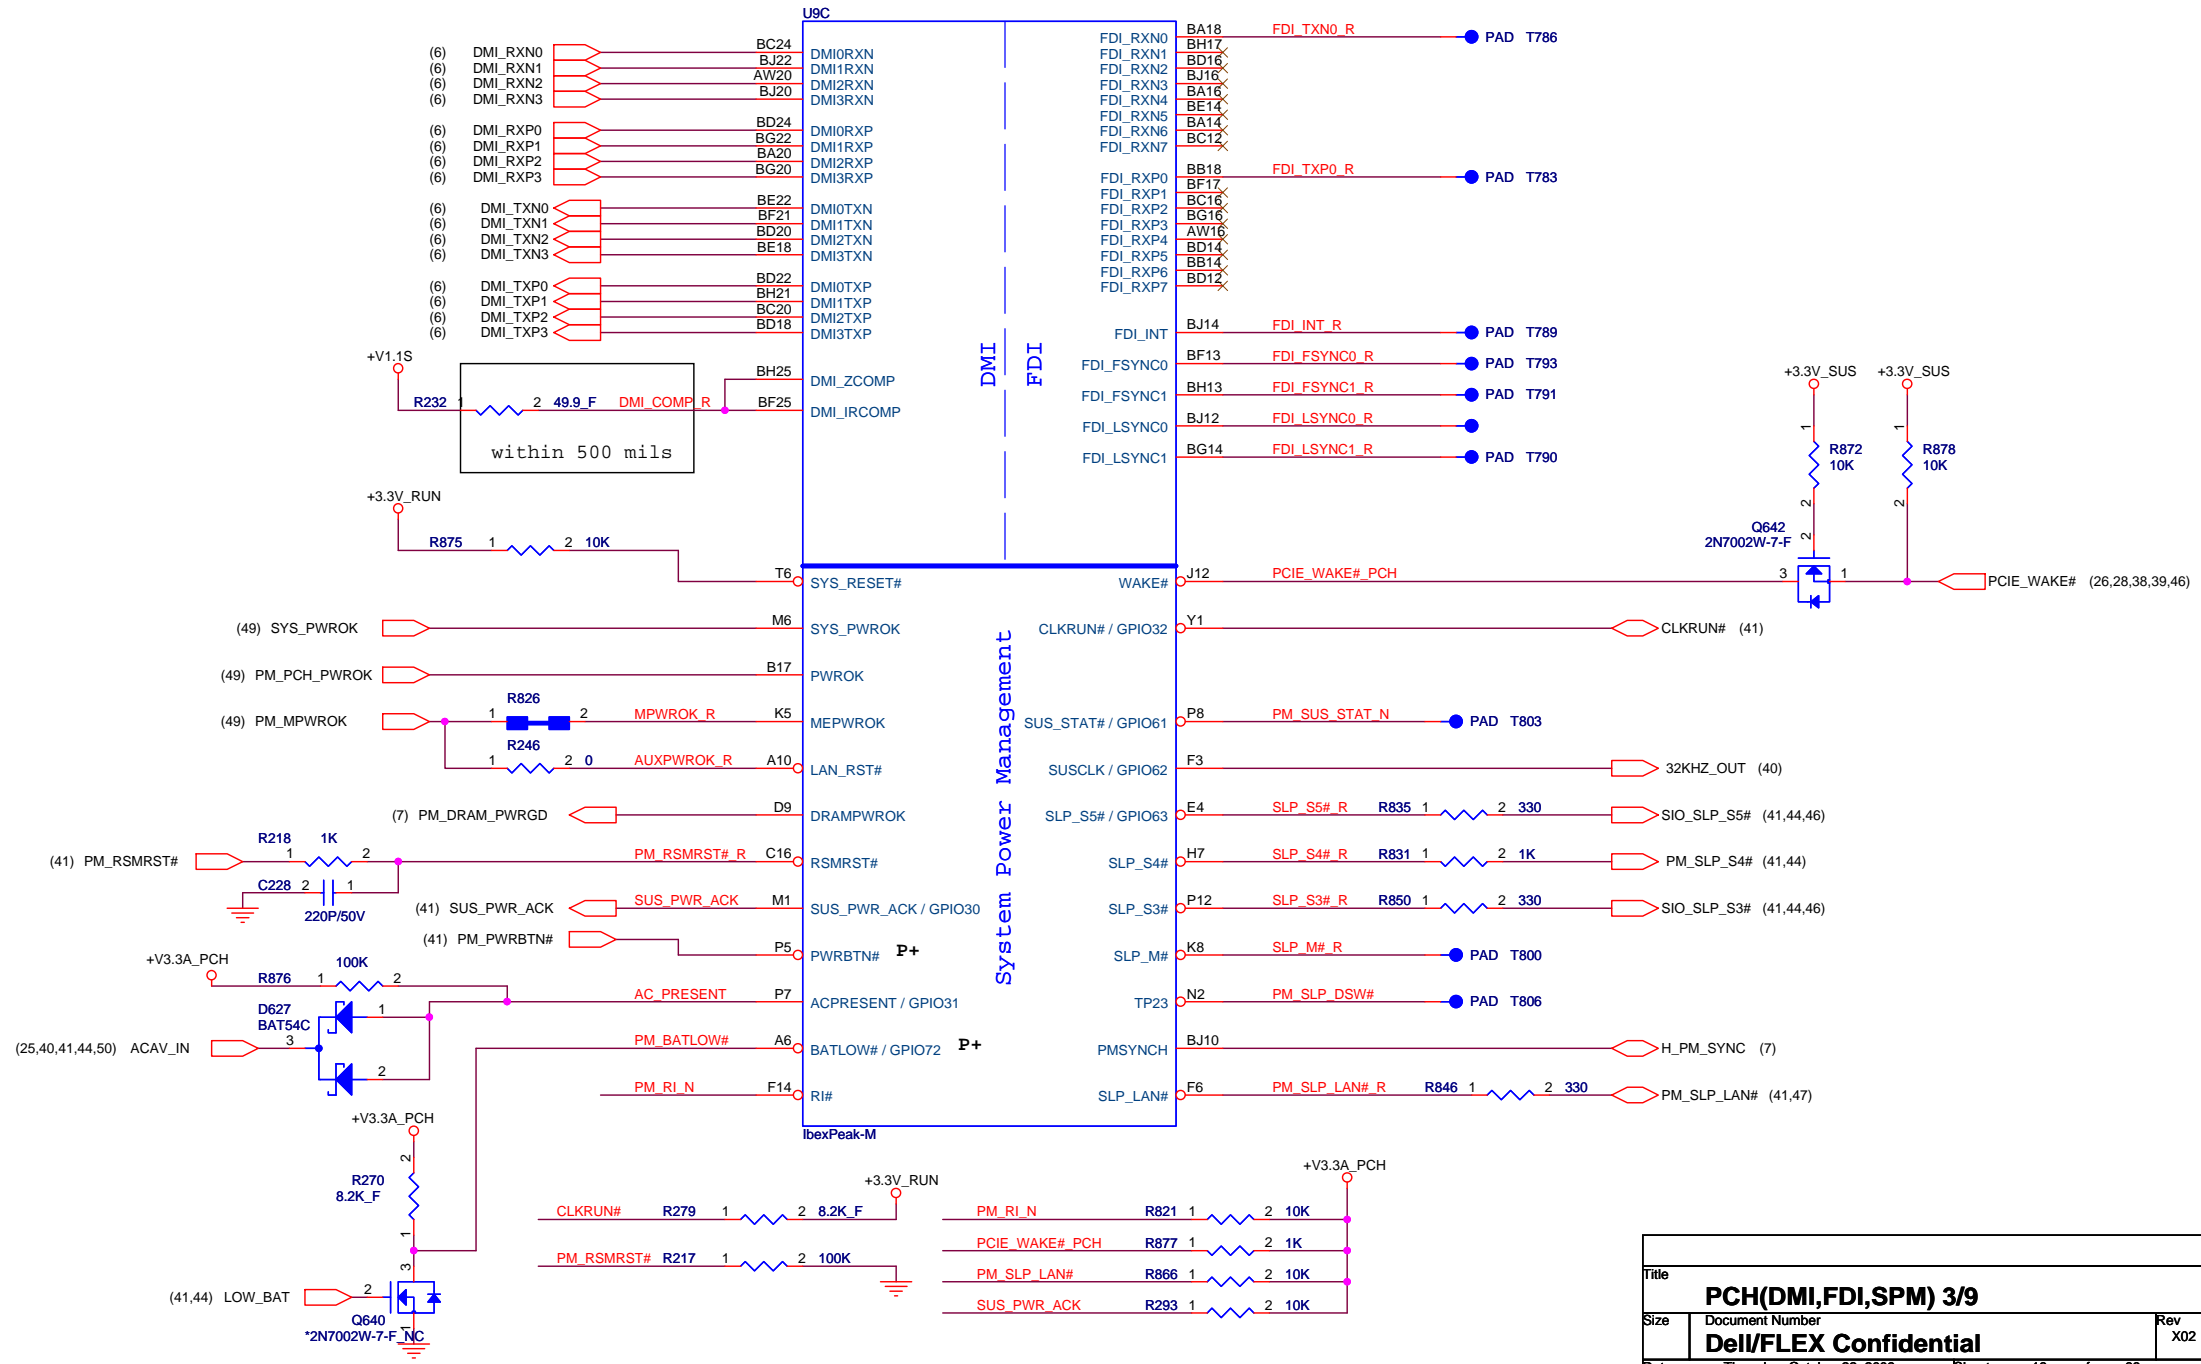 U9C
(6) DMI_RXN0 BC24 DMI0RXN
(6) DMI_RXN1 BJ22 DMI1RXN
(6) DMI_RXN2 AW20 DMI2RXN
(6) DMI_RXN3 BJ20 DMI3RXN
(6) DMI_RXP0 BD24 DMI0RXP
(6) DMI_RXP1 BG22 DMI1RXP
(6) DMI_RXP2 BA20 DMI2RXP
(6) DMI_RXP3 BG20 DMI3RXP
(6) DMI_TXN0 BE22 DMI0TXN
(6) DMI_TXN1 BF21 DMI1TXN
(6) DMI_TXN2 BD20 DMI2TXN
(6) DMI_TXN3 BE18 DMI3TXN
(6) DMI_TXP0 BD22 DMI0TXP
(6) DMI_TXP1 BH21 DMI1TXP
(6) DMI_TXP2 BC20 DMI2TXP
(6) DMI_TXP3 BD18 DMI3TXP
+V1.1S
BH25 DMI_ZCOMP
R232 1 2 49.9_F DMI_COMP_R BF25 DMI_IRCOMP
within 500 mils
DMI
FDI
FDI_RXN0 BA18 FDI_TXN0_R PAD T786
FDI_RXN1 BH17
FDI_RXN2 BD16
FDI_RXN3 BJ16
FDI_RXN4 BA16
FDI_RXN5 BE14
FDI_RXN6 BA14
FDI_RXN7 BC12
FDI_RXP0 BB18 FDI_TXP0_R PAD T783
FDI_RXP1 BF17
FDI_RXP2 BC16
FDI_RXP3 BG16
FDI_RXP4 AW16
FDI_RXP5 BD14
FDI_RXP6 BB14
FDI_RXP7 BD12
FDI_INT BJ14 FDI_INT_R PAD T789
FDI_FSYNC0 BF13 FDI_FSYNC0_R PAD T793
FDI_FSYNC1 BH13 FDI_FSYNC1_R PAD T791
FDI_LSYNC0 BJ12 FDI_LSYNC0_R
FDI_LSYNC1 BG14 FDI_LSYNC1_R PAD T790
+3.3V_SUS +3.3V_SUS
1 R872 10K 2
1 R878 10K 2
Q642
2N7002W-7-F
2
+3.3V_RUN
R875 1 2 10K
T6 SYS_RESET#
WAKE# J12 PCIE_WAKE#_PCH 3 1 PCIE_WAKE# (26,28,38,39,46)
(49) SYS_PWROK M6 SYS_PWROK
CLKRUN# / GPIO32 Y1 CLKRUN# (41)
(49) PM_PCH_PWROK B17 PWROK
R826
(49) PM_MPWROK 1 2 MPWROK_R K5 MEPWROK
SUS_STAT# / GPIO61 P8 PM_SUS_STAT_N PAD T803
R246
1 2 0 AUXPWROK_R A10 LAN_RST#
SUSCLK / GPIO62 F3 32KHZ_OUT (40)
(7) PM_DRAM_PWRGD D9 DRAMPWROK
SLP_S5# / GPIO63 E4 SLP_S5#_R R835 1 2 330 SIO_SLP_S5# (41,44,46)
R218 1K
(41) PM_RSMRST# 1 2 PM_RSMRST#_R C16 RSMRST#
SLP_S4# H7 SLP_S4#_R R831 1 2 1K PM_SLP_S4# (41,44)
C228 2 1
220P/50V
(41) SUS_PWR_ACK SUS_PWR_ACK M1 SUS_PWR_ACK / GPIO30
SLP_S3# P12 SLP_S3#_R R850 1 2 330 SIO_SLP_S3# (41,44,46)
(41) PM_PWRBTN# P5 PWRBTN# P+
SLP_M# K8 SLP_M#_R PAD T800
System Power Management
+V3.3A_PCH
R876 1 100K 2
AC_PRESENT P7 ACPRESENT / GPIO31
TP23 N2 PM_SLP_DSW# PAD T806
D627
BAT54C
1
(25,40,41,44,50) ACAV_IN 3
2
PM_BATLOW# A6 BATLOW# / GPIO72 P+
PMSYNCH BJ10 H_PM_SYNC (7)
PM_RI_N F14 RI#
SLP_LAN# F6 PM_SLP_LAN#_R R846 1 2 330 PM_SLP_LAN# (41,47)
IbexPeak-M
+V3.3A_PCH
2
R270
8.2K_F
1
3
(41,44) LOW_BAT 2
Q640
*2N7002W-7-F_NC
1
+3.3V_RUN
CLKRUN# R279 1 2 8.2K_F
PM_RSMRST# R217 1 2 100K
+V3.3A_PCH
PM_RI_N R821 1 2 10K
PCIE_WAKE#_PCH R877 1 2 1K
PM_SLP_LAN# R866 1 2 10K
SUS_PWR_ACK R293 1 2 10K
Title
PCH(DMI,FDI,SPM) 3/9
Size Document Number Rev
Dell/FLEX Confidential X02